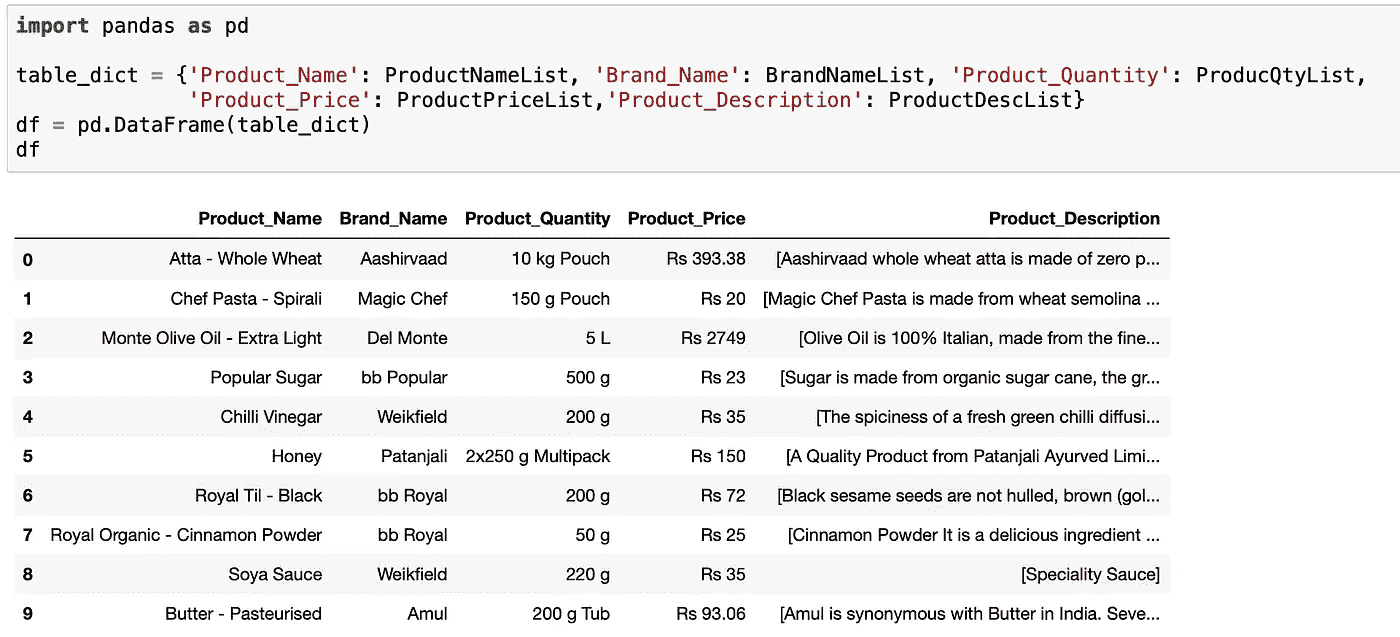 import pandas as pd
table_dict = {'Product_Name': ProductNameList, 'Brand_Name': BrandNameList, 'Product_Quantity': ProducQtyList,
'Product_Price': ProductPriceList,'Product_Description': ProductDescList}
df = pd.DataFrame(table_dict)
df
Product_Name Brand_Name Product_Quantity Product_Price Product_Description
0 Atta - Whole Wheat Aashirvaad 10 kg Pouch Rs 393.38 [Aashirvaad whole wheat atta is made of zero p...
1 Chef Pasta - Spirali Magic Chef 150 g Pouch Rs 20 [Magic Chef Pasta is made from wheat semolina ...
2 Monte Olive Oil - Extra Light Del Monte 5 L Rs 2749 [Olive Oil is 100% Italian, made from the fine...
3 Popular Sugar bb Popular 500 g Rs 23 [Sugar is made from organic sugar cane, the gr...
4 Chilli Vinegar Weikfield 200 g Rs 35 [The spiciness of a fresh green chilli diffusi...
5 Honey Patanjali 2x250 g Multipack Rs 150 [A Quality Product from Patanjali Ayurved Limi...
6 Royal Til - Black bb Royal 200 g Rs 72 [Black sesame seeds are not hulled, brown (gol...
7 Royal Organic - Cinnamon Powder bb Royal 50 g Rs 25 [Cinnamon Powder It is a delicious ingredient ...
8 Soya Sauce Weikfield 220 g Rs 35 [Speciality Sauce]
9 Butter - Pasteurised Amul 200 g Tub Rs 93.06 [Amul is synonymous with Butter in India. Seve...